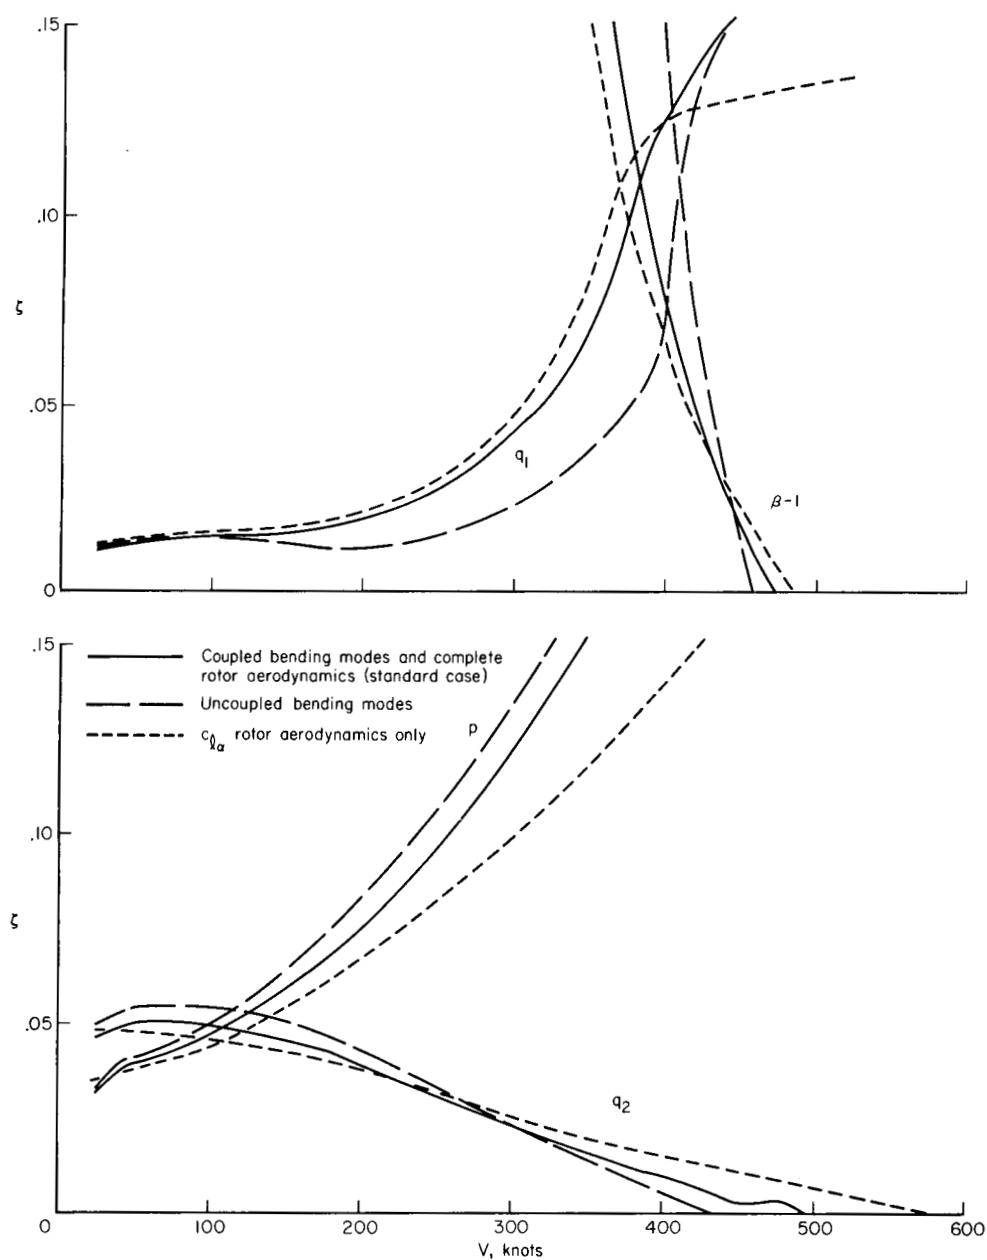 .15
.10
ζ
.05
0
q1
β-1
.15
Coupled bending modes and complete
rotor aerodynamics (standard case)
Uncoupled bending modes
cℓα rotor aerodynamics only
p
.10
ζ
.05
q2
0
100
200
300
400
500
600
V, knots